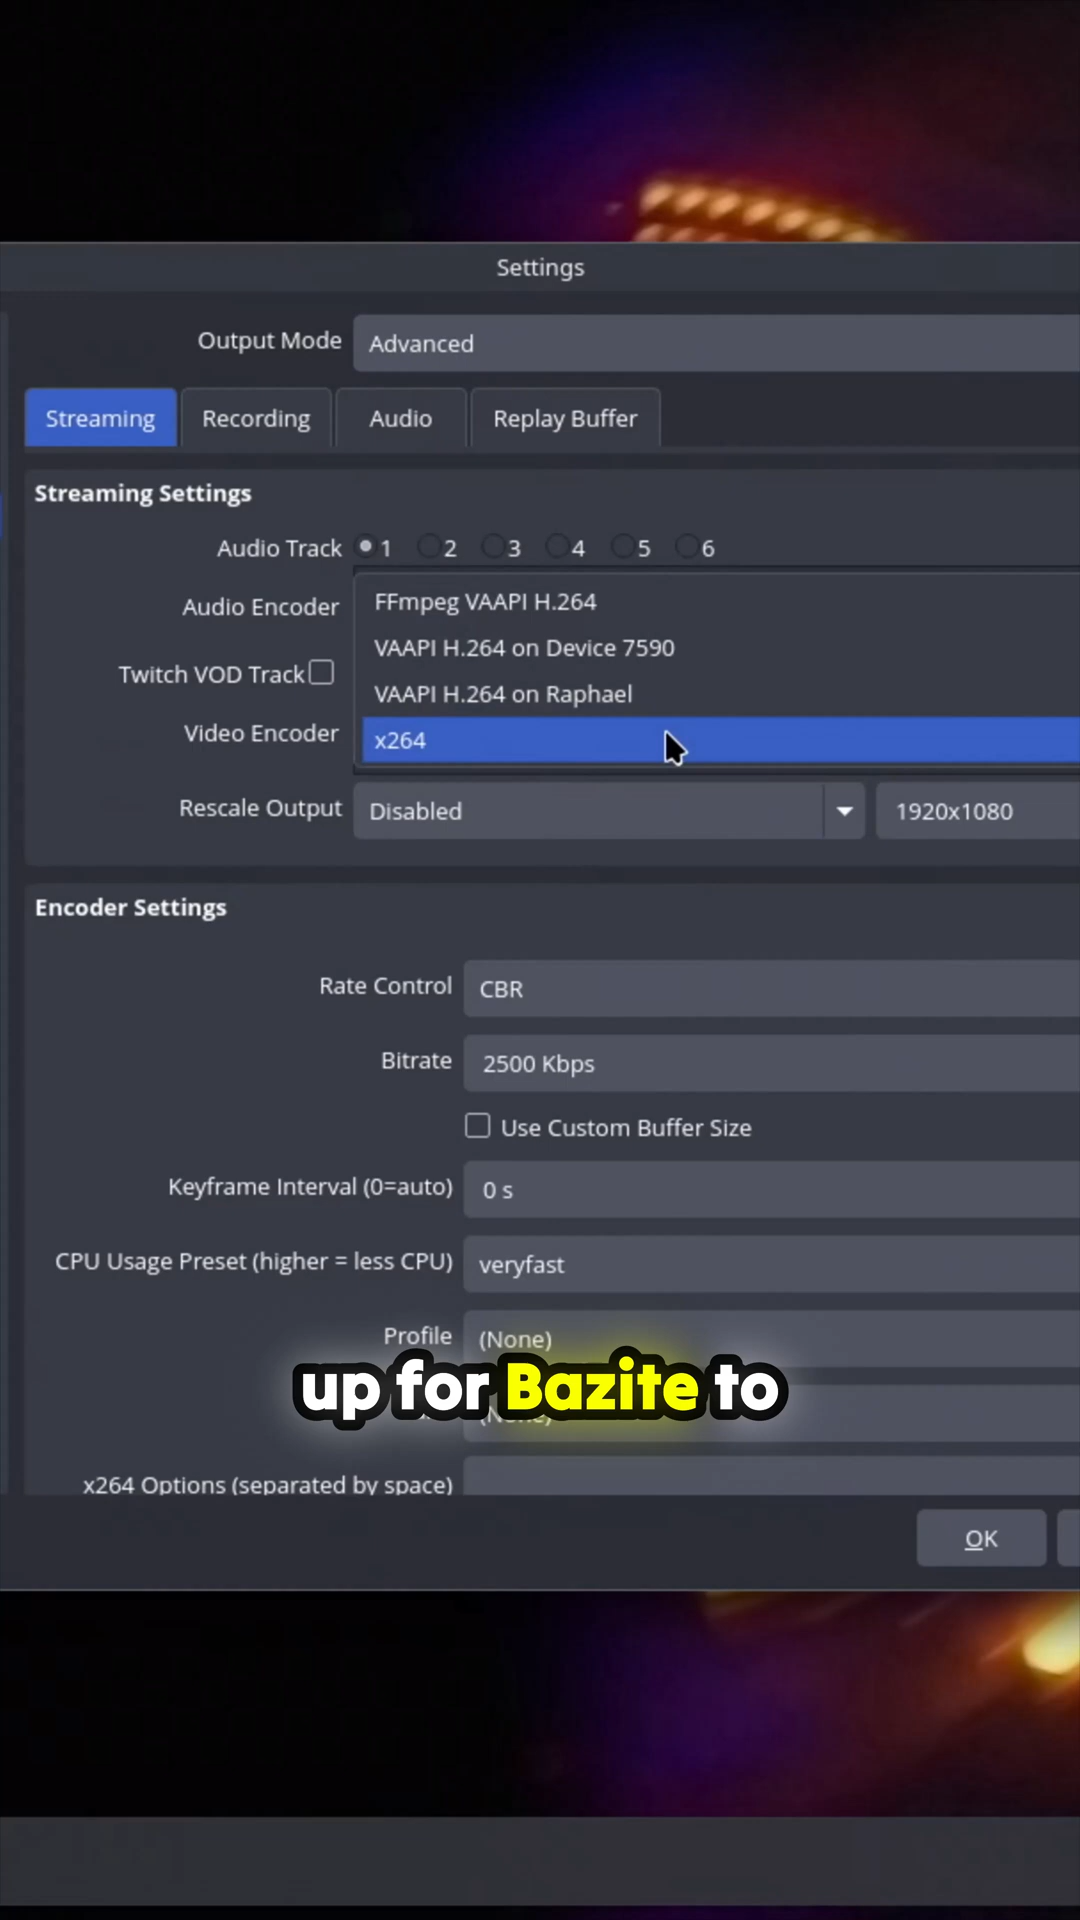 Settings
Output Mode Advanced
Streaming Recording Audio Replay Buffer
Streaming Settings
Audio Track 1 2 3 4 5 6
FFmpeg VAAPI H.264
Audio Encoder
VAAPI H.264 on Device 7590
Twitch VOD Track
VAAPI H.264 on Raphael
Video Encoder x264
Rescale Output Disabled 1920x1080
Encoder Settings
Rate Control CBR
Bitrate 2500 Kbps
Use Custom Buffer Size
Keyframe Interval (0=auto) 0 s
CPU Usage Preset (higher = less CPU) veryfast
Profile (None)
up for Bazite to
(None)
x264 Options (separated by space)
OK